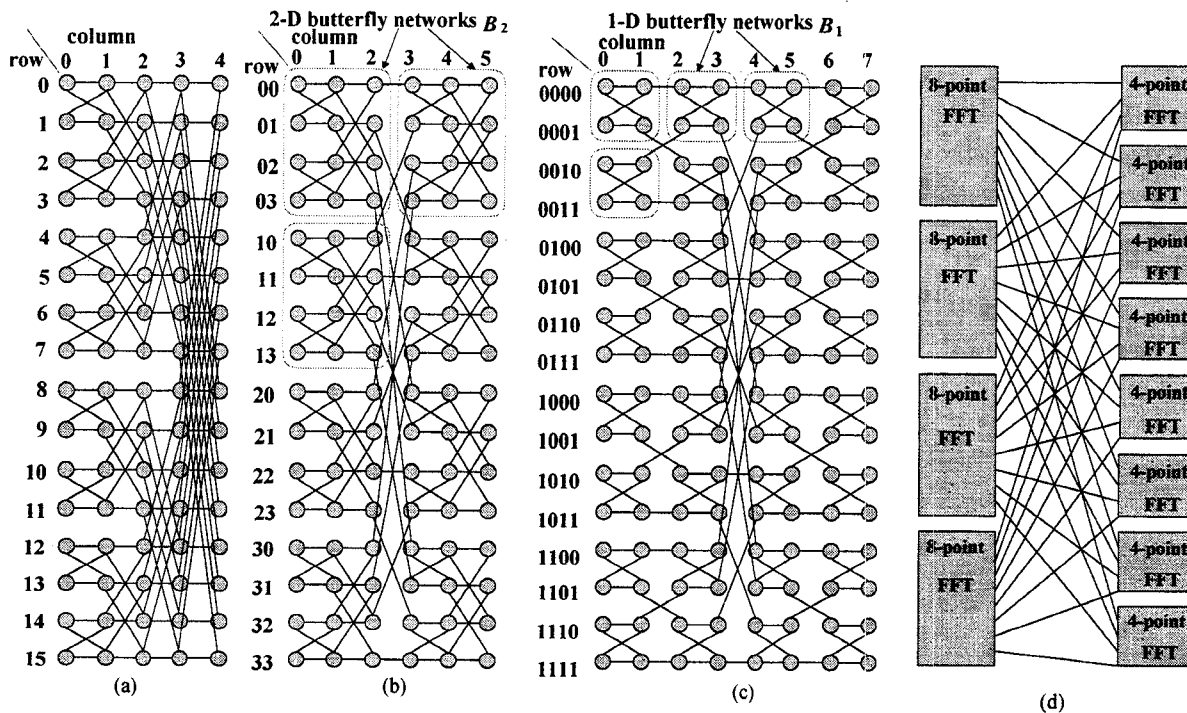 2-D butterfly networks B2
1-D butterfly networks B1
column
row 0 1 2 3 4
0
1
2
3
4
5
6
7
8
9
10
11
12
13
14
15
(a)
column
0 1 2 3 4 5
00
01
02
03
10
11
12
13
20
21
22
23
30
31
32
33
(b)
column
0 1 2 3 4 5 6 7
row
0000
0001
0010
0011
0100
0101
0110
0111
1000
1001
1010
1011
1100
1101
1110
1111
(c)
8-point
FFT
8-point
FFT
8-point
FFT
8-point
FFT
4-point
FFT
4-point
FFT
4-point
FFT
4-point
FFT
4-point
FFT
4-point
FFT
4-point
FFT
4-point
FFT
(d)